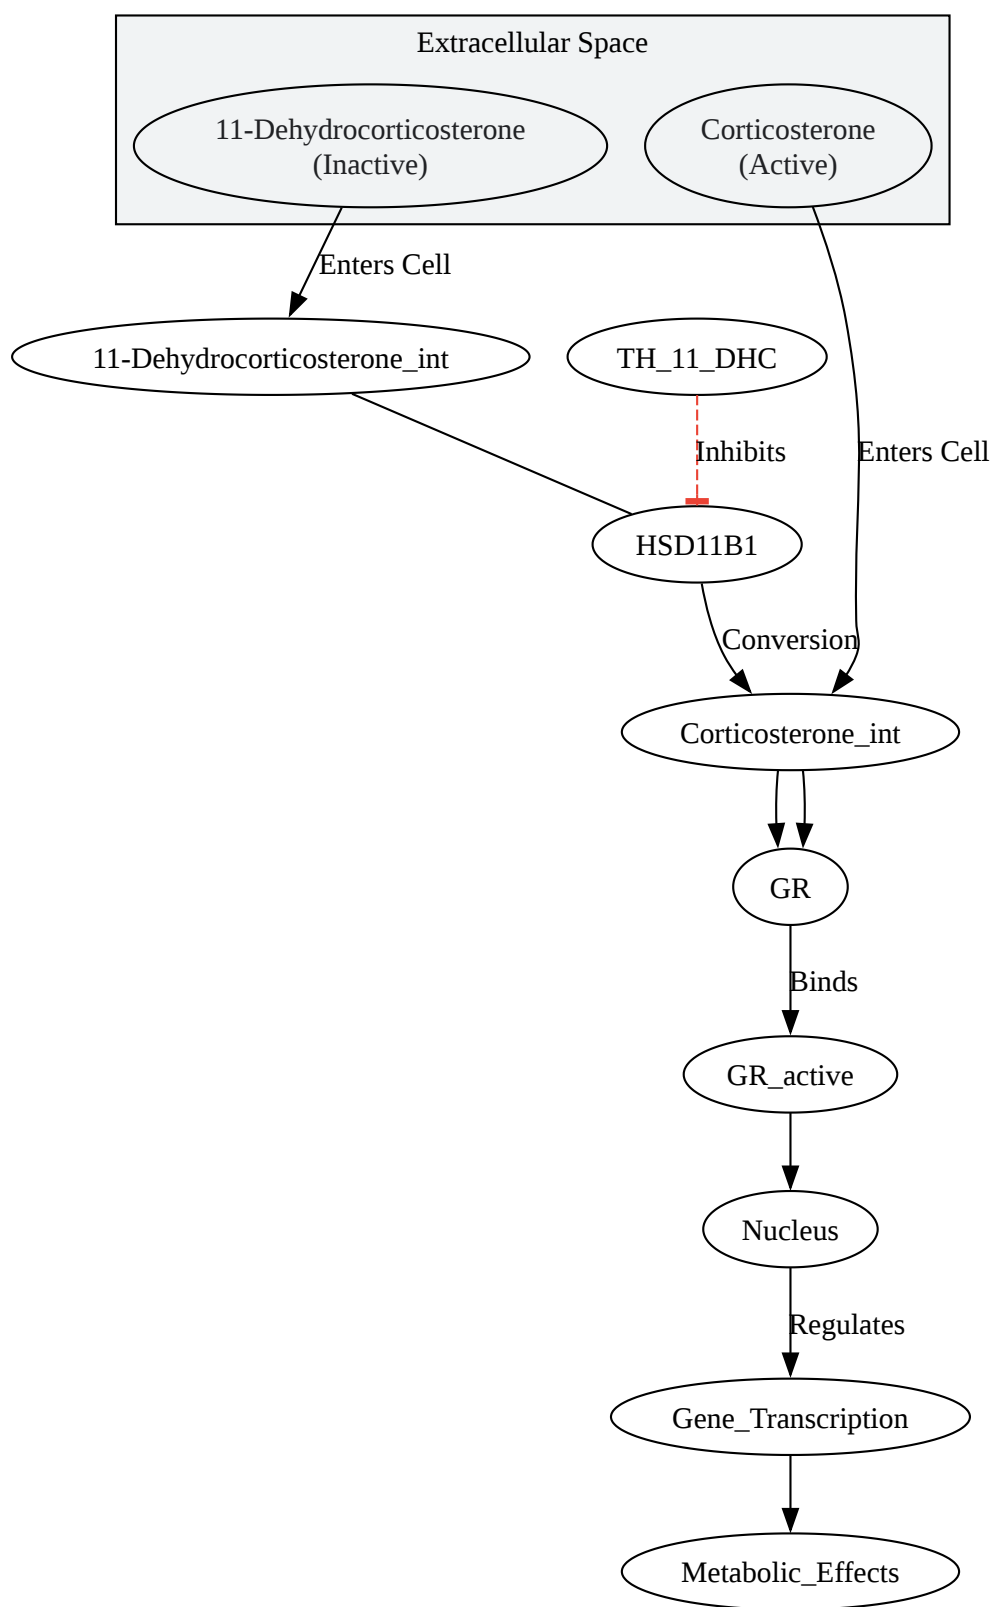 Extracellular Space
11-Dehydrocorticosterone
(Inactive)
Corticosterone
(Active)
Enters Cell
11-Dehydrocorticosterone_int
TH_11_DHC
Inhibits
Enters Cell
HSD11B1
Conversion
Corticosterone_int
GR
Binds
GR_active
Nucleus
Regulates
Gene_Transcription
Metabolic_Effects